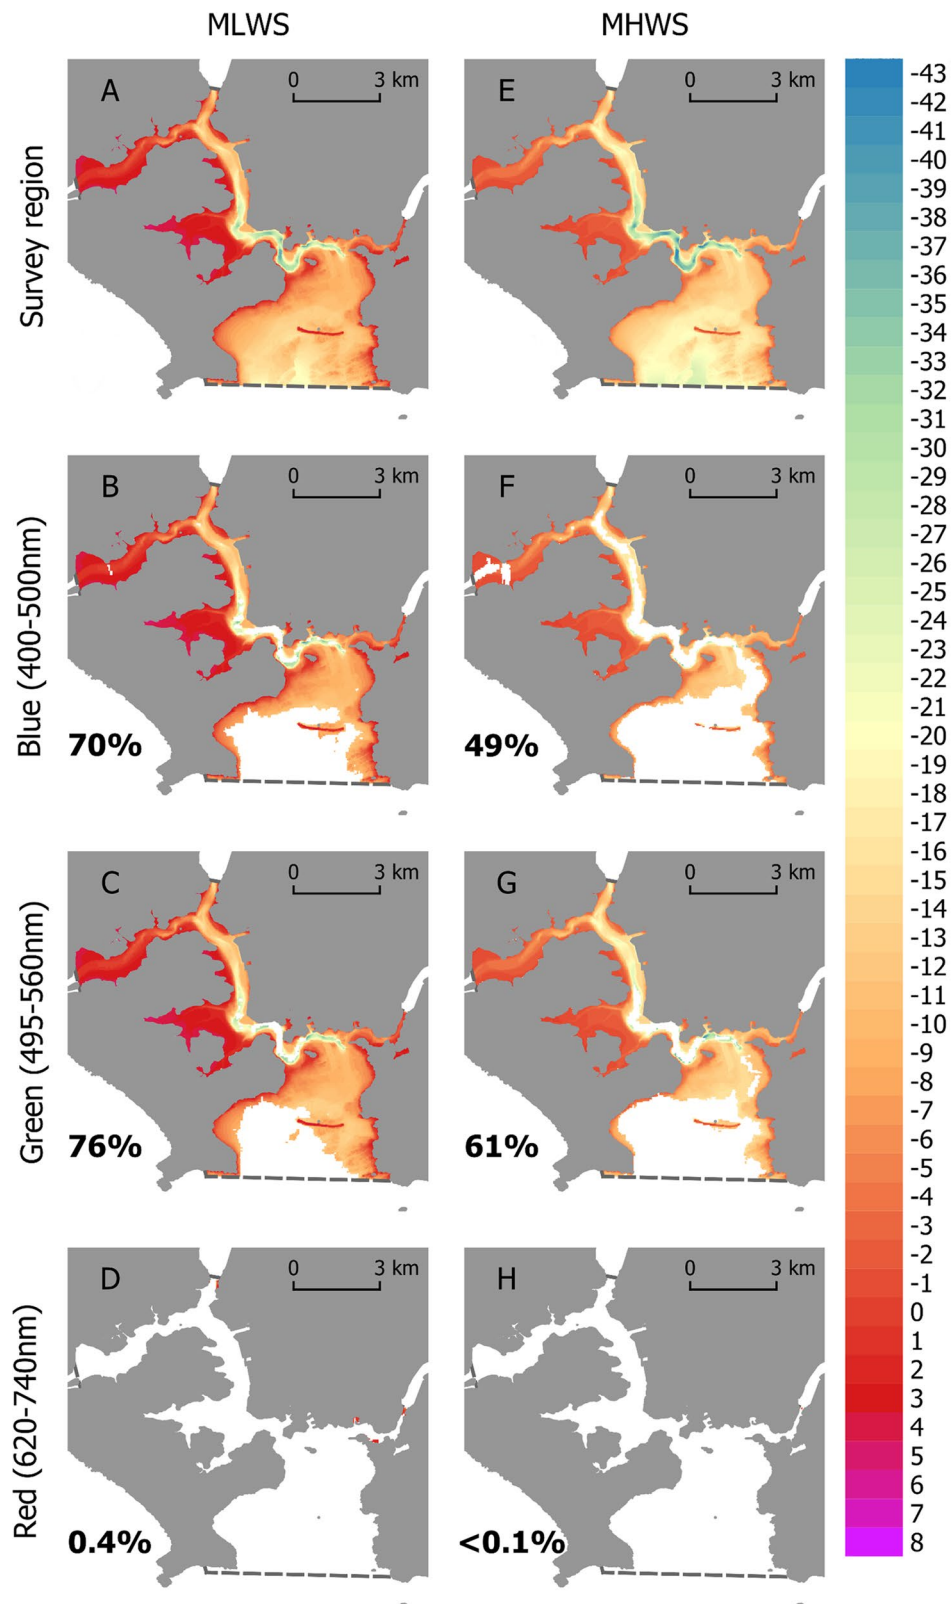 MLWS
MHWS
Survey region
A
0 3 km
E
0 3 km
Blue (400-500nm)
B
0 3 km
70%
F
0 3 km
49%
Green (495-560nm)
C
0 3 km
76%
G
0 3 km
61%
Red (620-740nm)
D
0 3 km
0.4%
H
0 3 km
<0.1%
-43
-42
-41
-40
-39
-38
-37
-36
-35
-34
-33
-32
-31
-30
-29
-28
-27
-26
-25
-24
-23
-22
-21
-20
-19
-18
-17
-16
-15
-14
-13
-12
-11
-10
-9
-8
-7
-6
-5
-4
-3
-2
-1
0
1
2
3
4
5
6
7
8